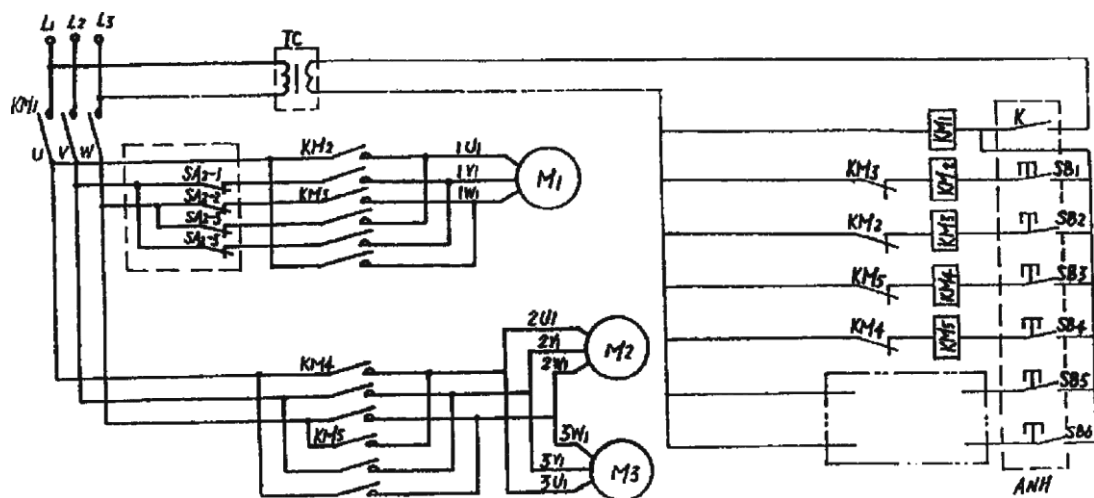 L1 L2 L3
TC
KM1
U V W
KM2
SA2-1
SA2-2
KM3
SA2-3
SA2-3
1U1
1V1
1W1
M1
KM4
KM5
2U1
2V1
2W1
M2
3W1
3V1
3U1
M3
KM1
K
KM3
KM2
SB1
KM2
KM3
SB2
KM5
KM4
SB3
KM4
KM5
SB4
SB5
SB6
ANH